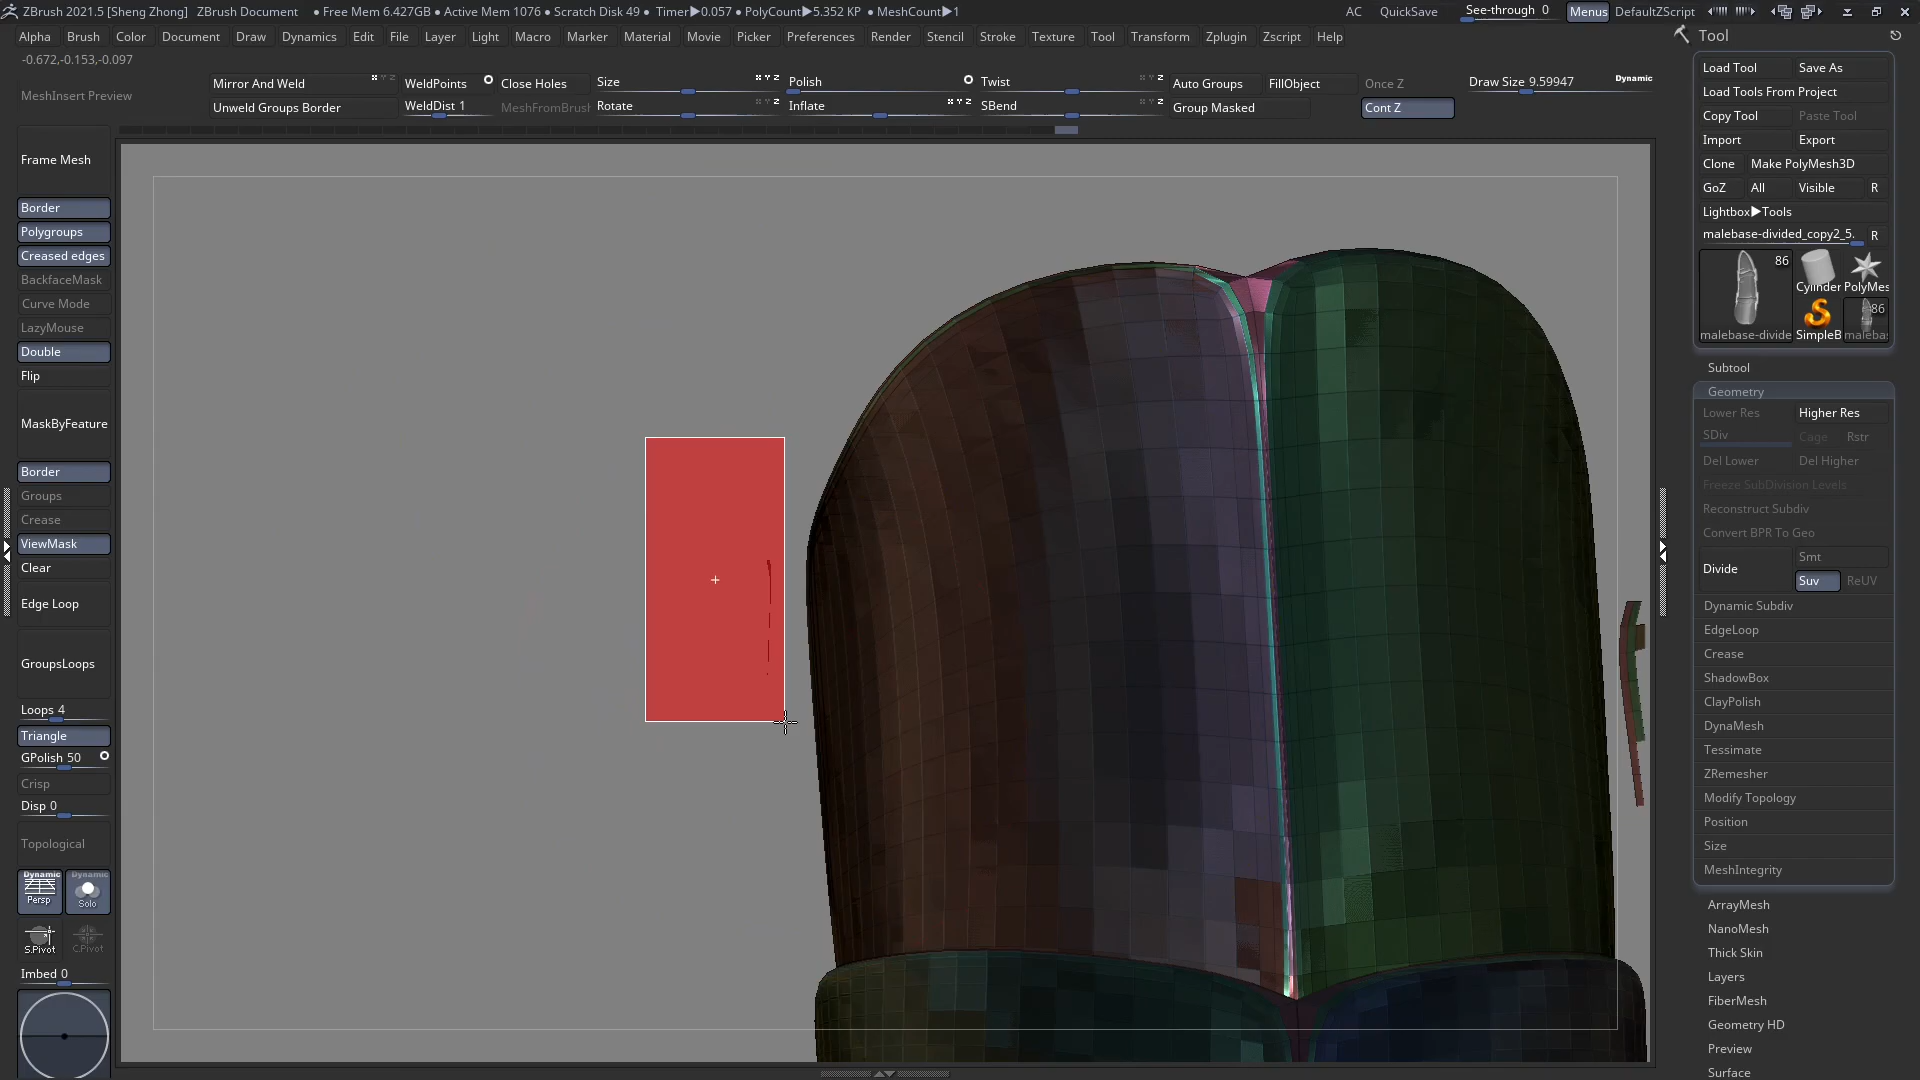 ZBrush 2021.5 [Sheng Zhong] ZBrush Document ● Free Mem 6.427GB ● Active Mem 1076 ● Scratch Disk 49 ● Timer▶0.057 ● PolyCount▶5.352 KP ● MeshCount▶1 AC QuickSave See-through 0 Menus DefaultZScript
Alpha Brush Color Document Draw Dynamics Edit File Layer Light Macro Marker Material Movie Picker Preferences Render Stencil Stroke Texture Tool Transform Zplugin Zscript Help
-0.672,-0.153,-0.097
MeshInsert Preview
Mirror And Weld WeldPoints Close Holes Size Polish Twist Auto Groups FillObject Once Z Draw Size 9.59947 Dynamic
Unweld Groups Border WeldDist 1 MeshFromBrush Rotate Inflate SBend Group Masked Cont Z
Frame Mesh
Border
Polygroups
Creased edges
BackfaceMask
Curve Mode
LazyMouse
Double
Flip
MaskByFeature
Border
Groups
Crease
ViewMask
Clear
Edge Loop
GroupsLoops
Loops 4
Triangle
GPolish 50
Crisp
Disp 0
Topological
Dynamic Dynamic
Persp Solo
S.Pivot C.Pivot
Imbed 0
Tool
Load Tool Save As
Load Tools From Project
Copy Tool Paste Tool
Import Export
Clone Make PolyMesh3D
GoZ All Visible R
Lightbox▶Tools
malebase-divided_copy2_5. R
86
Cylinder PolyMes
86
malebase-divide SimpleB maleba
Subtool
Geometry
Lower Res Higher Res
SDiv Cage Rstr
Del Lower Del Higher
Freeze SubDivision Levels
Reconstruct Subdiv
Convert BPR To Geo
Divide Smt
Suv ReUV
Dynamic Subdiv
EdgeLoop
Crease
ShadowBox
ClayPolish
DynaMesh
Tessimate
ZRemesher
Modify Topology
Position
Size
MeshIntegrity
ArrayMesh
NanoMesh
Thick Skin
Layers
FiberMesh
Geometry HD
Preview
Surface